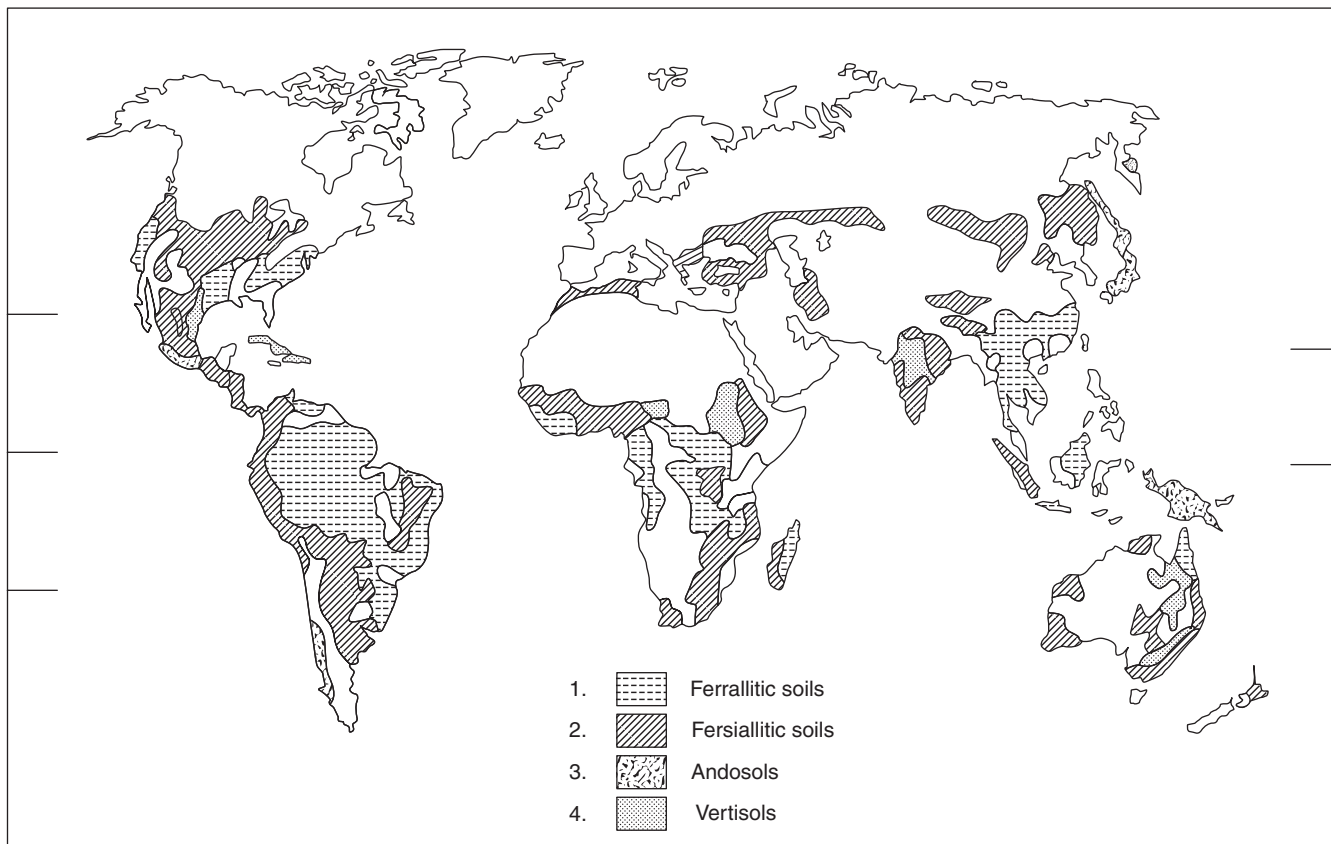 1. Ferrallitic soils
2. Fersiallitic soils
3. Andosols
4. Vertisols